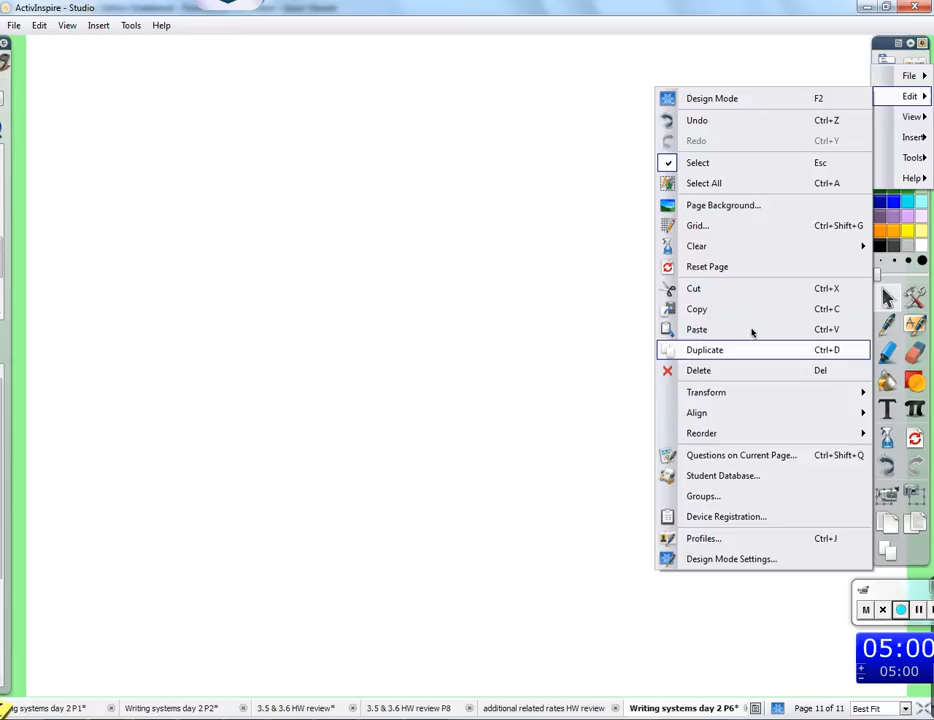 ActivInspire - Studio
File Edit View Insert Tools Help
File
Edit
View
Insert
Tools
Help
Design Mode F2
Undo Ctrl+Z
Redo Ctrl+Y
Select Esc
Select All Ctrl+A
Page Background...
Grid... Ctrl+Shift+G
Clear
Reset Page
Cut Ctrl+X
Copy Ctrl+C
Paste Ctrl+V
Duplicate Ctrl+D
Delete Del
Transform
Align
Reorder
Questions on Current Page... Ctrl+Shift+Q
Student Database...
Groups...
Device Registration...
Profiles... Ctrl+J
Design Mode Settings...
T π
M
05:00
05:00
ng systems day 2 P1* Writing systems day 2 P2* 3.5 & 3.6 HW review* 3.5 & 3.6 HW review P8 additional related rates HW review Writing systems day 2 P6* Page 11 of 11 Best Fit